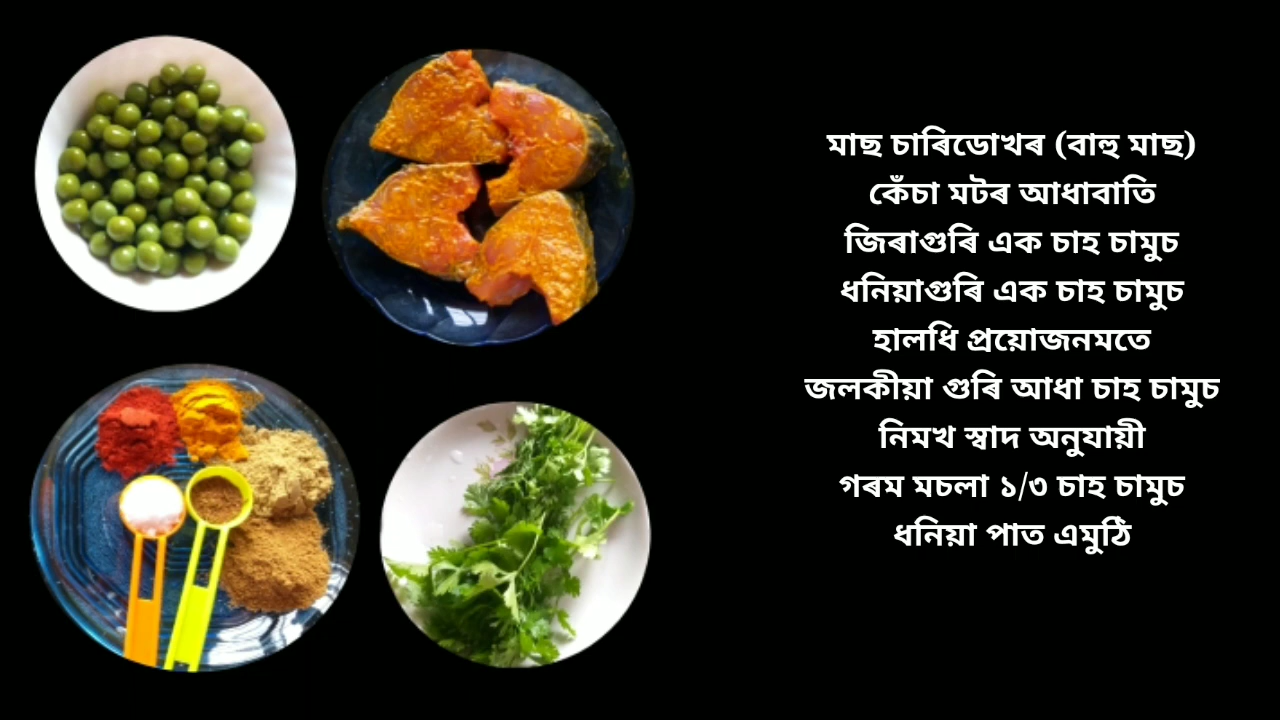 মাছ চাৰিডোখৰ (বাহু মাছ)
কেঁচা মটৰ আধাবাতি
জিৰাগুৰি এক চাহ চামুচ
ধনিয়াগুৰি এক চাহ চামুচ
হালধি প্ৰয়োজনমতে
জলকীয়া গুৰি আধা চাহ চামুচ
নিমখ স্বাদ অনুযায়ী
গৰম মচলা ১/৩ চাহ চামুচ
ধনিয়া পাত এমুঠি